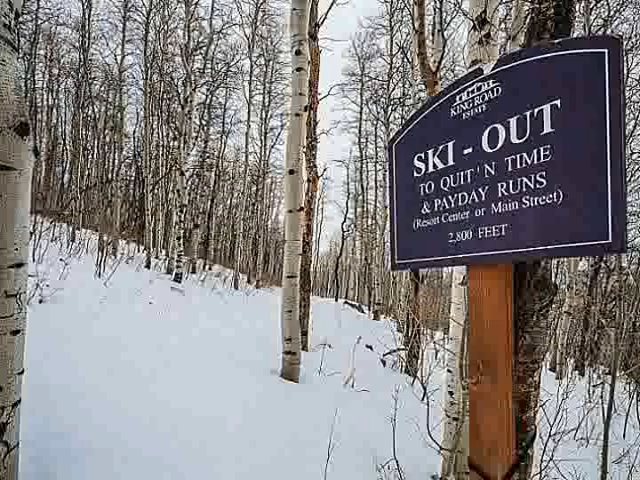 KING ROAD
ESTATE
SKI - OUT
TO QUIT'N TIME
& PAYDAY RUNS
(Resort Center or Main Street)
2,800 FEET